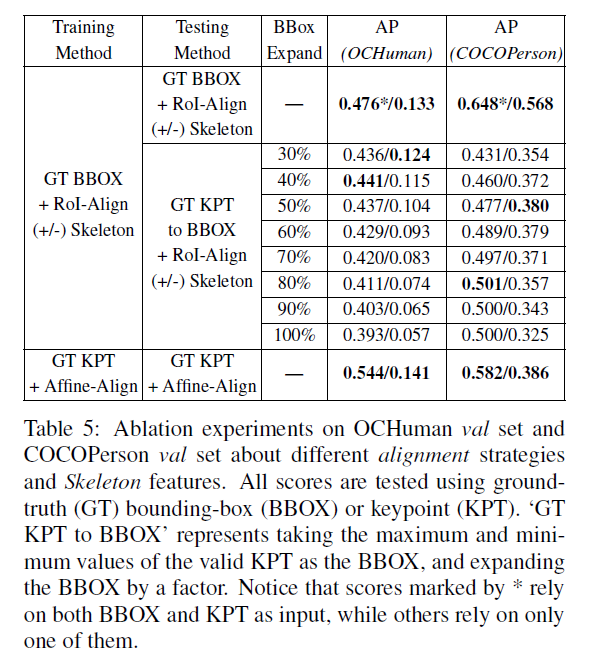 Training Method | Testing Method | BBox Expand | AP (OCHuman) | AP (COCOPerson)
GT BBOX + RoI-Align (+/-) Skeleton | GT BBOX + RoI-Align (+/-) Skeleton | — | 0.476*/0.133 | 0.648*/0.568
GT KPT to BBOX + RoI-Align (+/-) Skeleton | 30% | 0.436/0.124 | 0.431/0.354
40% | 0.441/0.115 | 0.460/0.372
50% | 0.437/0.104 | 0.477/0.380
60% | 0.429/0.093 | 0.489/0.379
70% | 0.420/0.083 | 0.497/0.371
80% | 0.411/0.074 | 0.501/0.357
90% | 0.403/0.065 | 0.500/0.343
100% | 0.393/0.057 | 0.500/0.325
GT KPT + Affine-Align | GT KPT + Affine-Align | — | 0.544/0.141 | 0.582/0.386
Table 5: Ablation experiments on OCHuman val set and
COCOPerson val set about different alignment strategies
and Skeleton features. All scores are tested using ground-
truth (GT) bounding-box (BBOX) or keypoint (KPT). ‘GT
KPT to BBOX’ represents taking the maximum and mini-
mum values of the valid KPT as the BBOX, and expanding
the BBOX by a factor. Notice that scores marked by * rely
on both BBOX and KPT as input, while others rely on only
one of them.